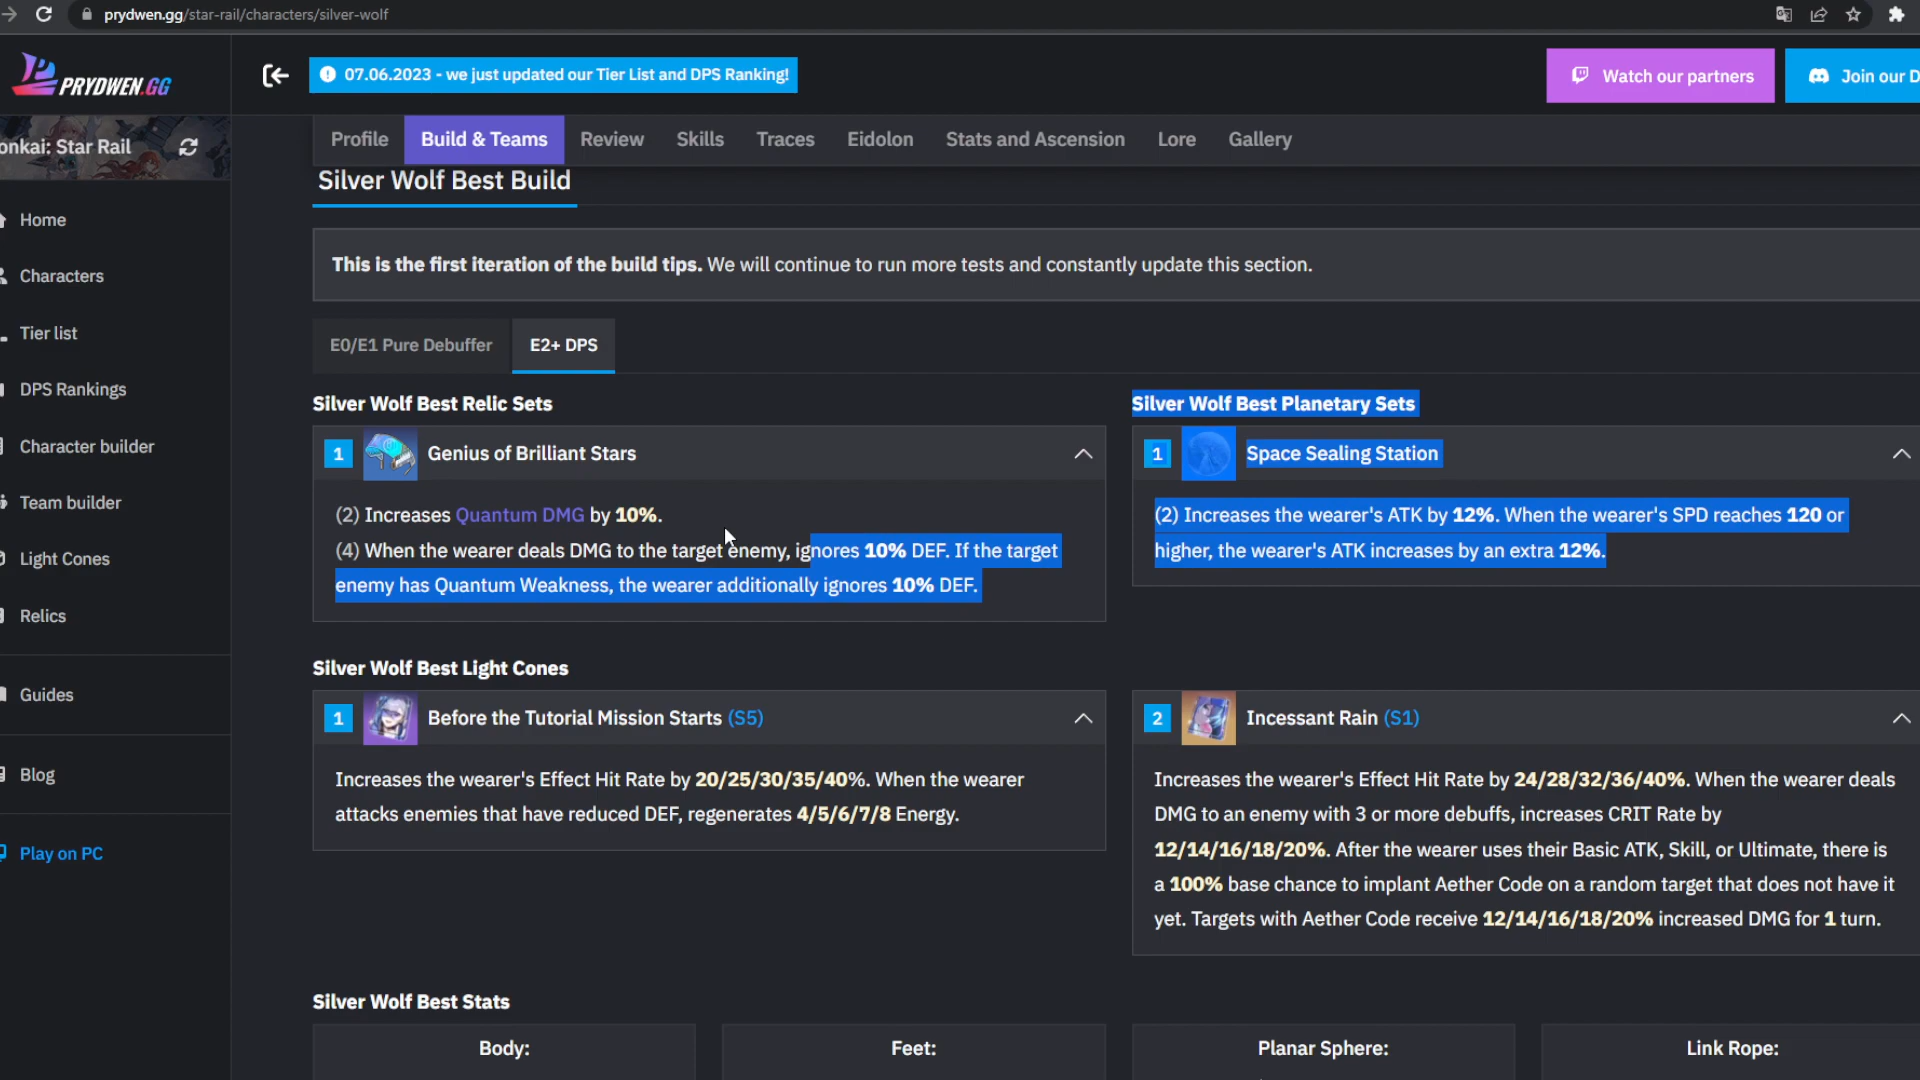 prydwen.gg/star-rail/characters/silver-wolf
PRYDWEN.GG
07.06.2023 - we just updated our Tier List and DPS Ranking!
Watch our partners
Join our D
onkai: Star Rail
Profile
Build & Teams
Review
Skills
Traces
Eidolon
Stats and Ascension
Lore
Gallery
Home
Characters
Tier list
DPS Rankings
Character builder
Team builder
Light Cones
Relics
Guides
Blog
Play on PC
Silver Wolf Best Build
This is the first iteration of the build tips. We will continue to run more tests and constantly update this section.
E0/E1 Pure Debuffer
E2+ DPS
Silver Wolf Best Relic Sets
1
Genius of Brilliant Stars
(2) Increases Quantum DMG by 10%.
(4) When the wearer deals DMG to the target enemy, ignores 10% DEF. If the target
enemy has Quantum Weakness, the wearer additionally ignores 10% DEF.
Silver Wolf Best Planetary Sets
1
Space Sealing Station
(2) Increases the wearer's ATK by 12%. When the wearer's SPD reaches 120 or
higher, the wearer's ATK increases by an extra 12%.
Silver Wolf Best Light Cones
1
Before the Tutorial Mission Starts (S5)
Increases the wearer's Effect Hit Rate by 20/25/30/35/40%. When the wearer
attacks enemies that have reduced DEF, regenerates 4/5/6/7/8 Energy.
2
Incessant Rain (S1)
Increases the wearer's Effect Hit Rate by 24/28/32/36/40%. When the wearer deals
DMG to an enemy with 3 or more debuffs, increases CRIT Rate by
12/14/16/18/20%. After the wearer uses their Basic ATK, Skill, or Ultimate, there is
a 100% base chance to implant Aether Code on a random target that does not have it
yet. Targets with Aether Code receive 12/14/16/18/20% increased DMG for 1 turn.
Silver Wolf Best Stats
Body:
Feet:
Planar Sphere:
Link Rope: